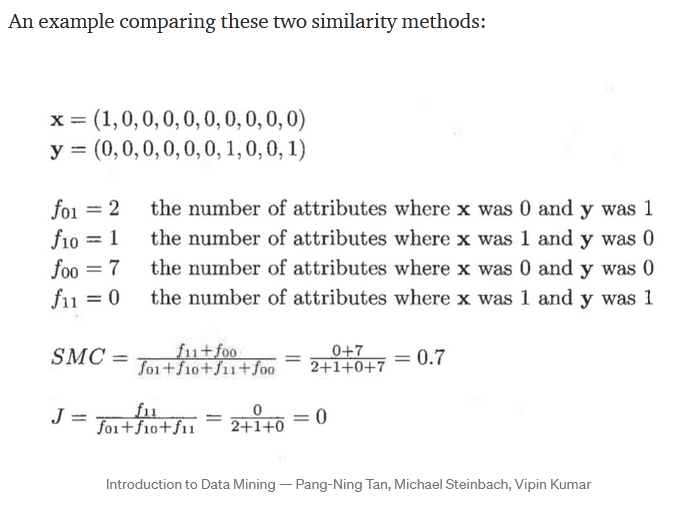 An example comparing these two similarity methods:
x = (1, 0, 0, 0, 0, 0, 0, 0, 0, 0)
y = (0, 0, 0, 0, 0, 0, 1, 0, 0, 1)
f01 = 2 the number of attributes where x was 0 and y was 1
f10 = 1 the number of attributes where x was 1 and y was 0
f00 = 7 the number of attributes where x was 0 and y was 0
f11 = 0 the number of attributes where x was 1 and y was 1
SMC = f11+f00 / f01+f10+f11+f00 = 0+7 / 2+1+0+7 = 0.7
J = f11 / f01+f10+f11 = 0 / 2+1+0 = 0
Introduction to Data Mining — Pang-Ning Tan, Michael Steinbach, Vipin Kumar